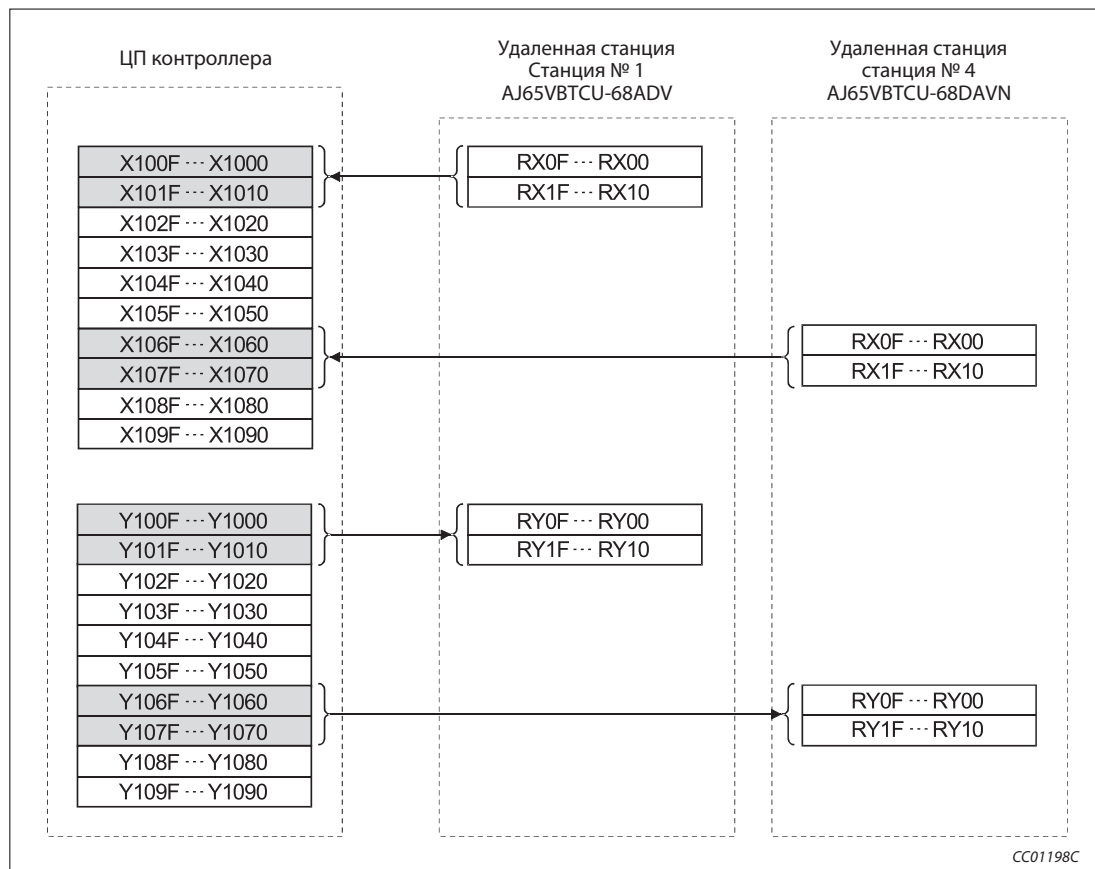 ЦП контроллера
Удаленная станция
Станция № 1
AJ65VBTCU-68ADV
Удаленная станция
станция № 4
AJ65VBTCU-68DAVN
X100F ··· X1000
X101F ··· X1010
X102F ··· X1020
X103F ··· X1030
X104F ··· X1040
X105F ··· X1050
X106F ··· X1060
X107F ··· X1070
X108F ··· X1080
X109F ··· X1090
RX0F ··· RX00
RX1F ··· RX10
RX0F ··· RX00
RX1F ··· RX10
Y100F ··· Y1000
Y101F ··· Y1010
Y102F ··· Y1020
Y103F ··· Y1030
Y104F ··· Y1040
Y105F ··· Y1050
Y106F ··· Y1060
Y107F ··· Y1070
Y108F ··· Y1080
Y109F ··· Y1090
RY0F ··· RY00
RY1F ··· RY10
RY0F ··· RY00
RY1F ··· RY10
CC01198C